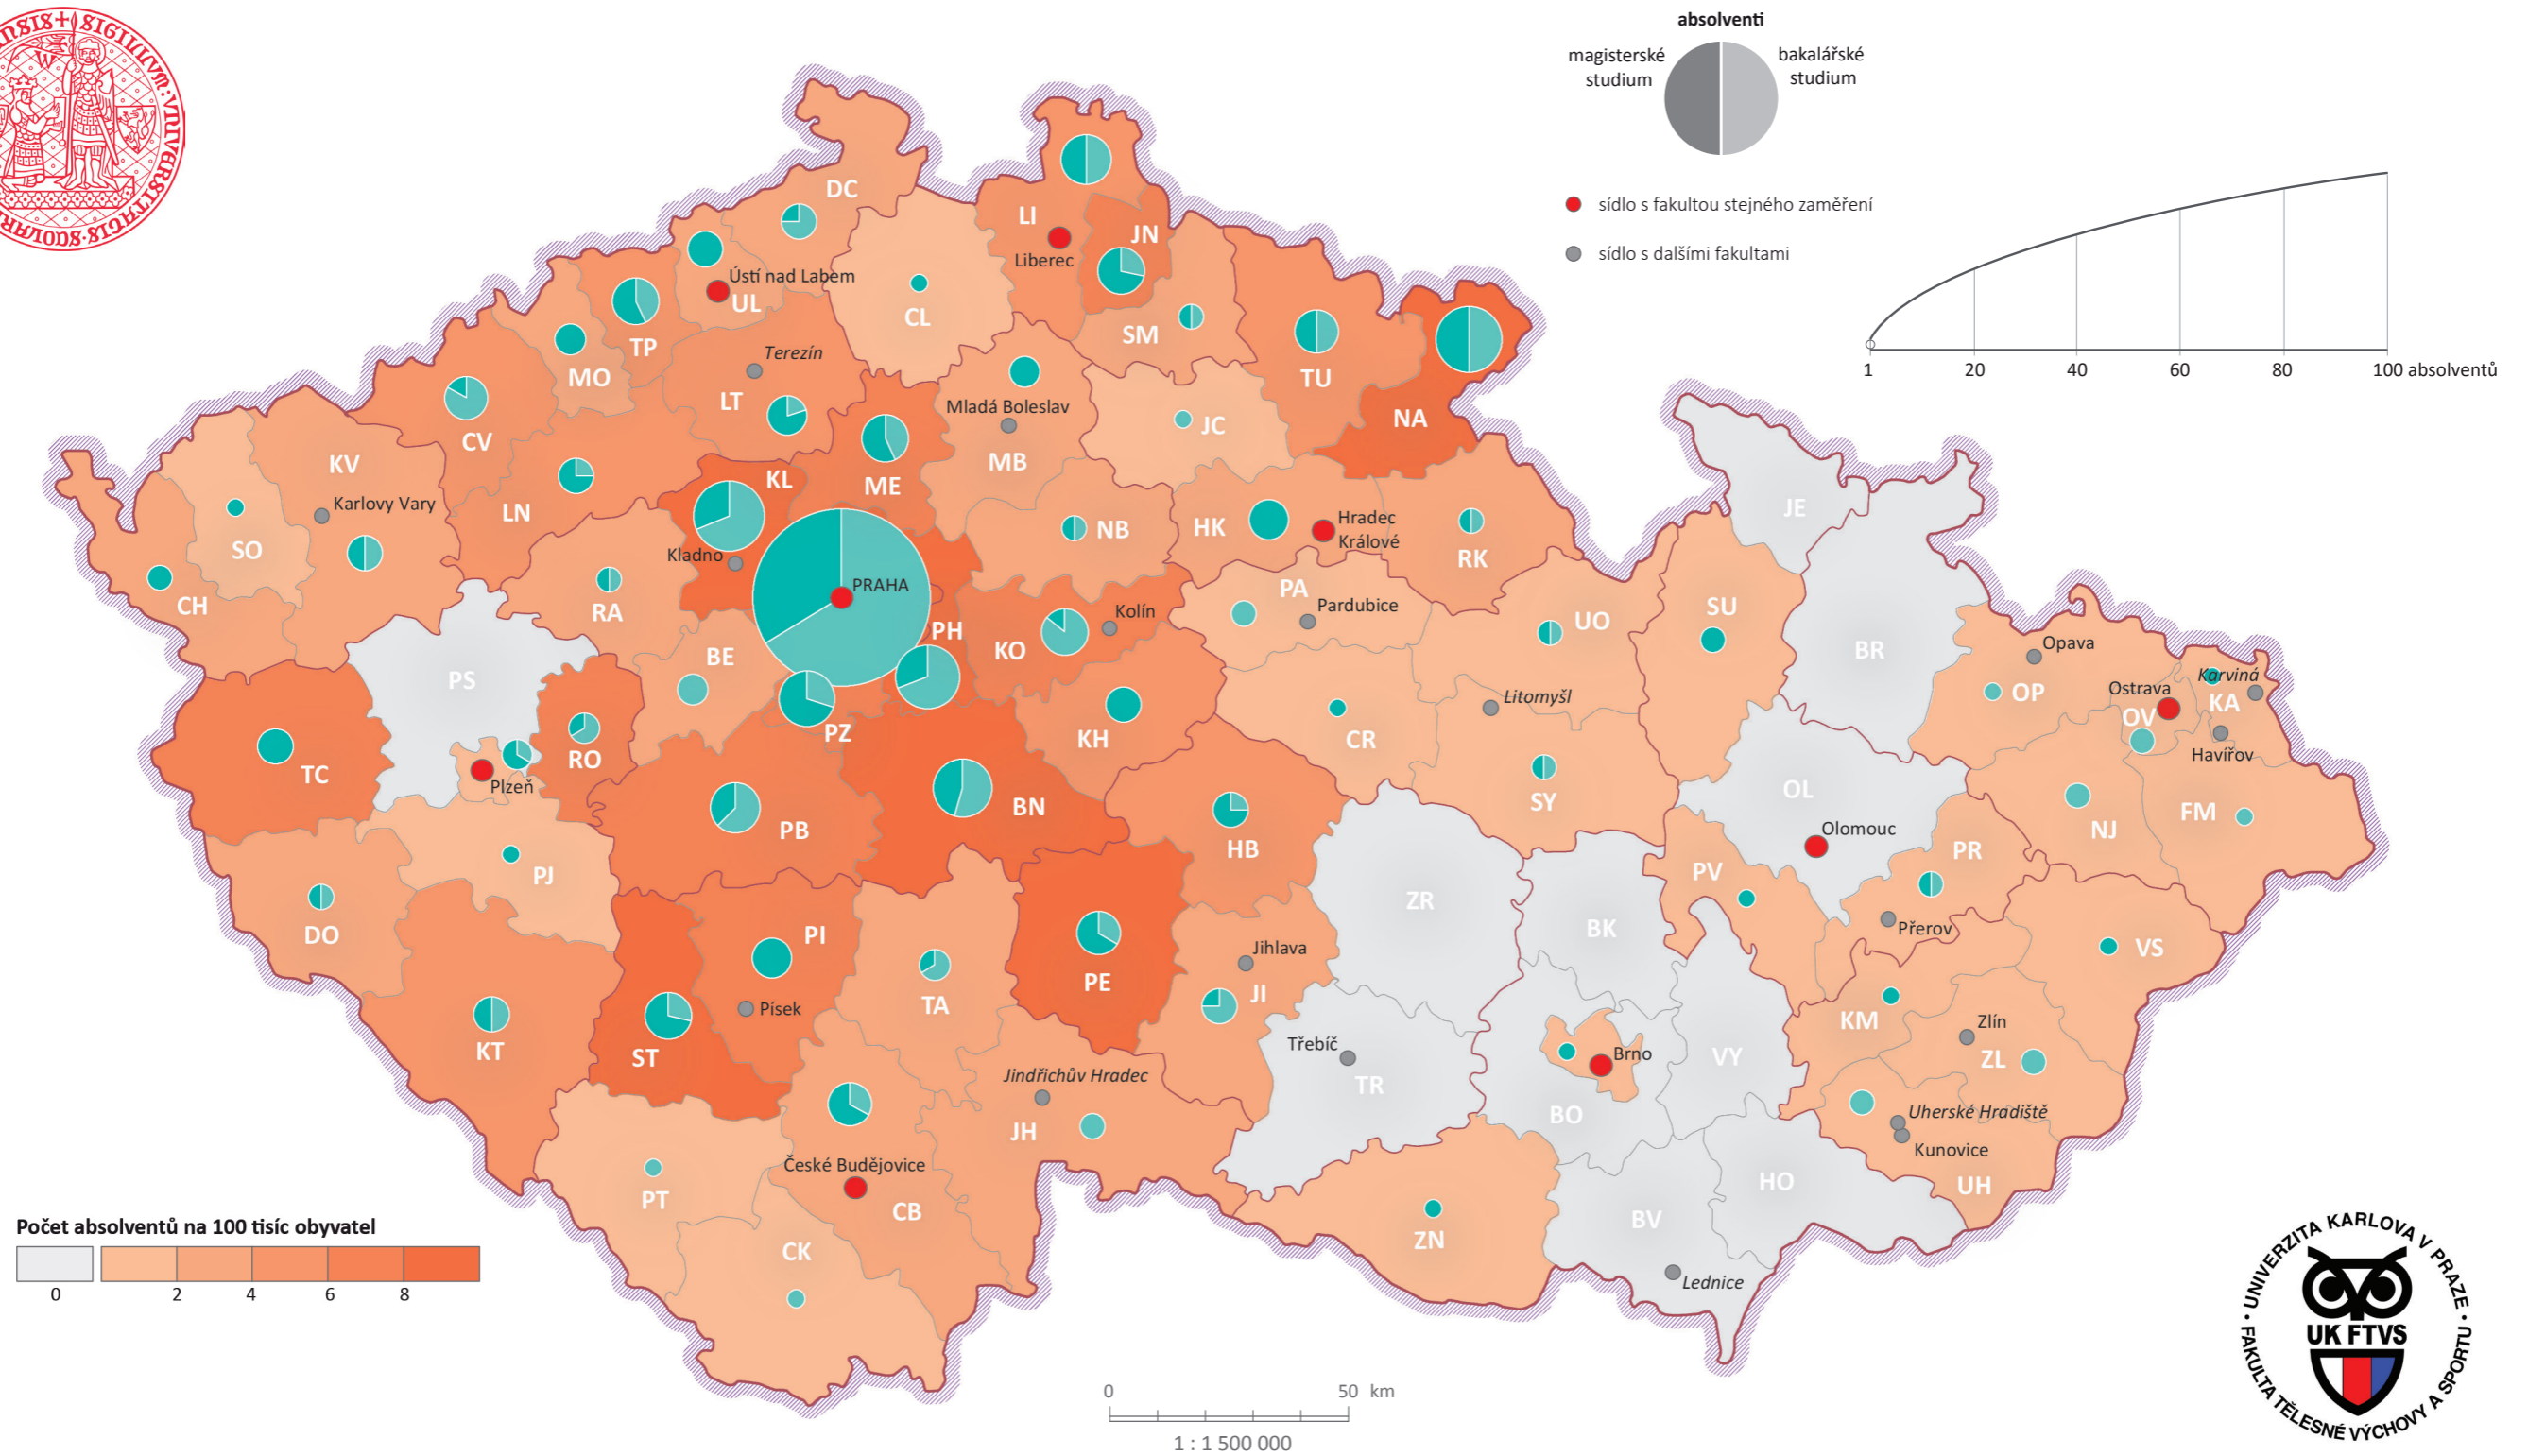 absolventi
magisterské
studium
bakalářské
studium
sídlo s fakultou stejného zaměření
sídlo s dalšími fakultami
1
20
40
60
80
100 absolventů
DC
LI
Liberec
JN
Ústí nad Labem
UL
CL
SM
TP
Terezín
MO
LT
TU
NA
Mladá Boleslav
JC
CV
MB
KV
KL
ME
Karlovy Vary
LN
JE
SO
NB
HK
Hradec
Králové
RK
Kladno
PRAHA
CH
RA
PA
Pardubice
UO
SU
Kolín
PH
KO
BE
BR
Opava
PS
Karviná
OP
Ostrava
KA
OV
Litomyšl
Havířov
PZ
KH
CR
RO
TC
Plzeň
OL
SY
BN
PB
FM
NJ
Olomouc
HB
PR
PJ
PV
ZR
BK
DO
PI
Přerov
Jihlava
VS
PE
JI
TA
Písek
KM
Zlín
KT
ST
Třebíč
Brno
VY
ZL
TR
Jindřichův Hradec
BO
Uherské Hradiště
JH
Kunovice
České Budějovice
HO
UH
PT
CB
BV
ZN
CK
Lednice
Počet absolventů na 100 tisíc obyvatel
0
2
4
6
8
0
50 km
1 : 1 500 000
UNIVERZITA KARLOVA V PRAZE •
FAKULTA TĚLESNÉ VÝCHOVY A SPORTU •
UK FTVS